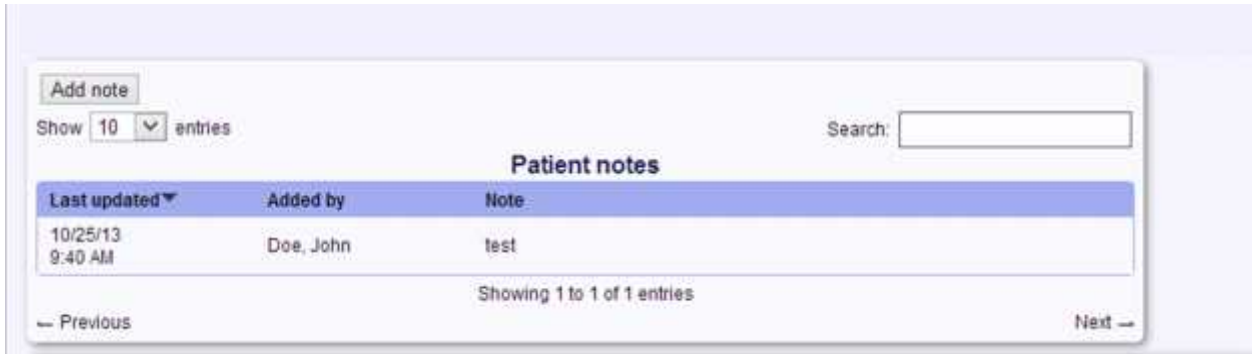 Add note
Show 10 entries Search:
Patient notes
Last updated Added by Note
10/25/13
9:40 AM Doe, John test
Showing 1 to 1 of 1 entries
← Previous Next →